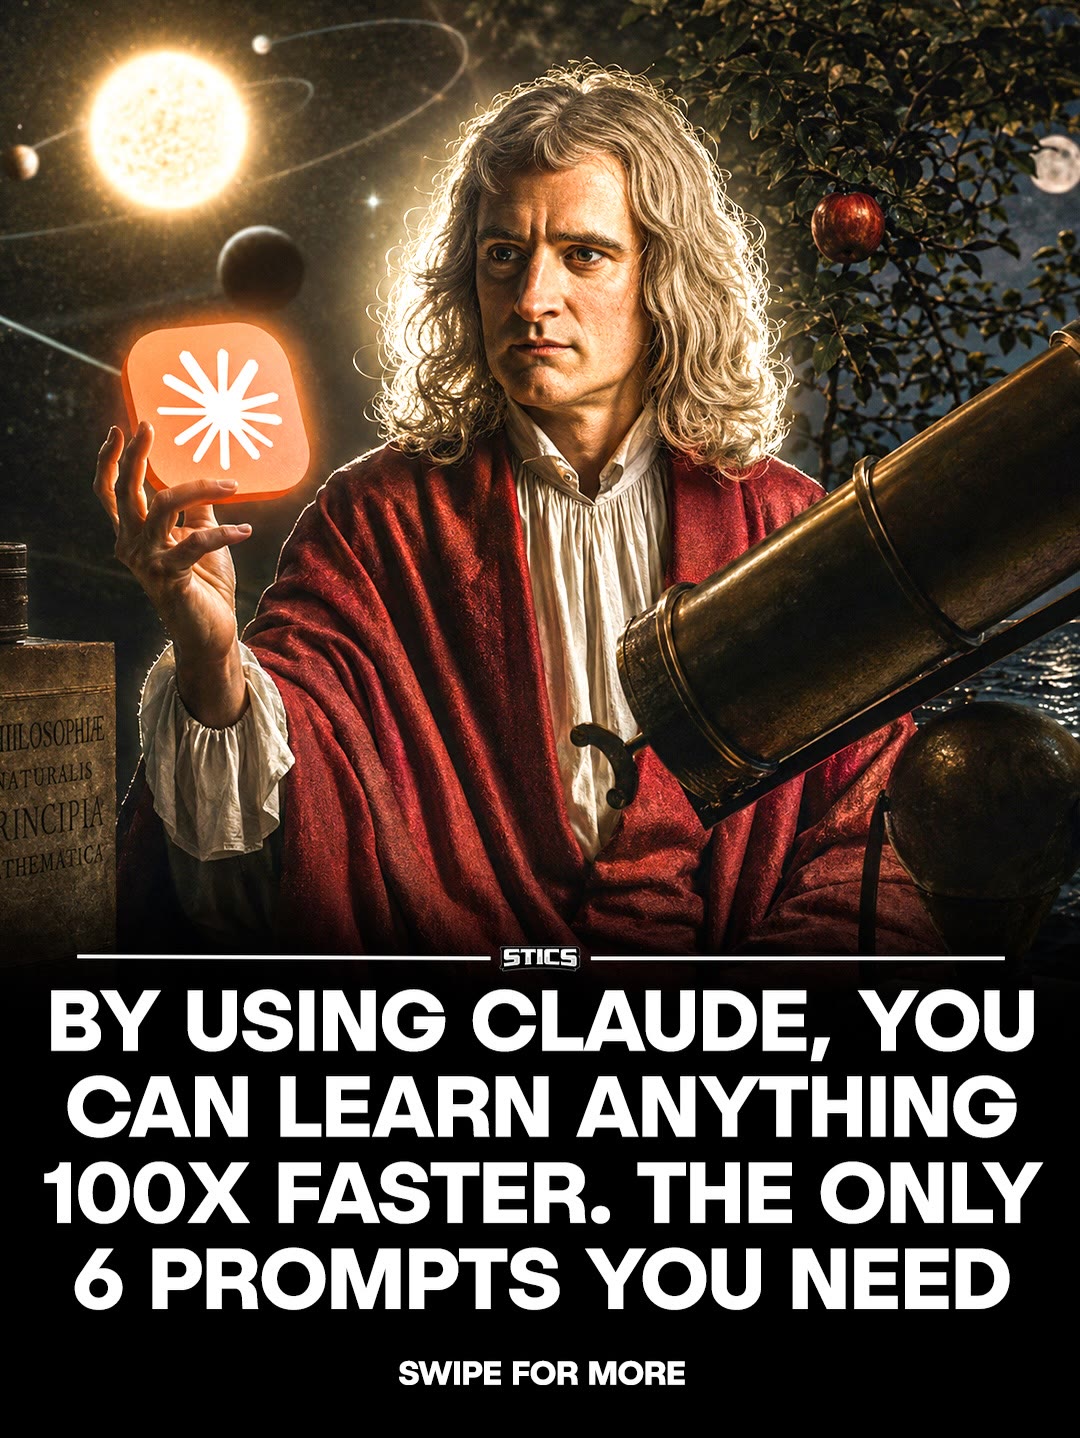 HILOSOPHIÆ
NATURALIS
RINCIPIA
THEMATICA
STICS
BY USING CLAUDE, YOU
CAN LEARN ANYTHING
100X FASTER. THE ONLY
6 PROMPTS YOU NEED
SWIPE FOR MORE